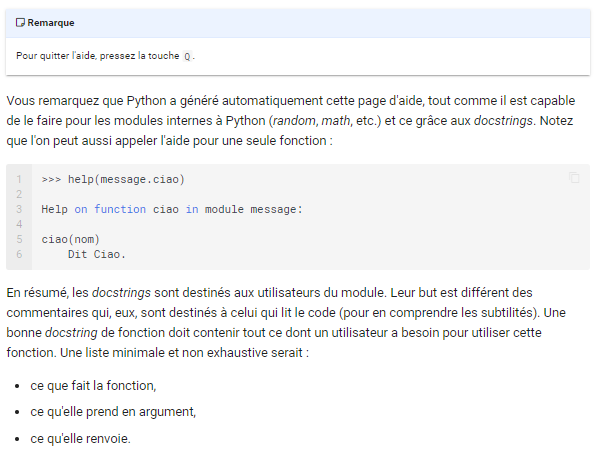 Remarque
Pour quitter l'aide, pressez la touche Q.
Vous remarquez que Python a généré automatiquement cette page d'aide, tout comme il est capable
de le faire pour les modules internes à Python (random, math, etc.) et ce grâce aux docstrings. Notez
que l'on peut aussi appeler l'aide pour une seule fonction :
1 >>> help(message.ciao)
2
3 Help on function ciao in module message:
4
5 ciao(nom)
6     Dit Ciao.
En résumé, les docstrings sont destinés aux utilisateurs du module. Leur but est différent des
commentaires qui, eux, sont destinés à celui qui lit le code (pour en comprendre les subtilités). Une
bonne docstring de fonction doit contenir tout ce dont un utilisateur a besoin pour utiliser cette
fonction. Une liste minimale et non exhaustive serait :
• ce que fait la fonction,
• ce qu'elle prend en argument,
• ce qu'elle renvoie.